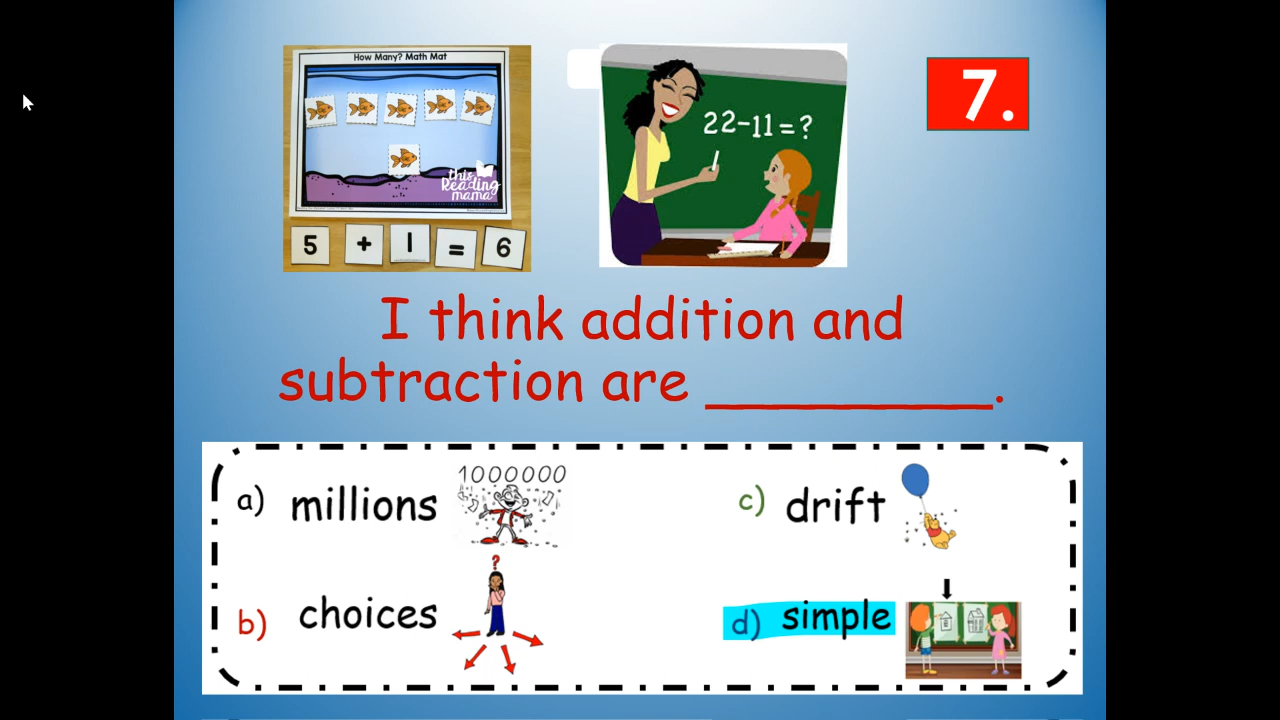 How Many? Math Mat
this
Reading
mama
5 + 1 = 6
22-11=?
7.
I think addition and
subtraction are _________.
a) millions
1000000
b) choices
?
c) drift
d) simple